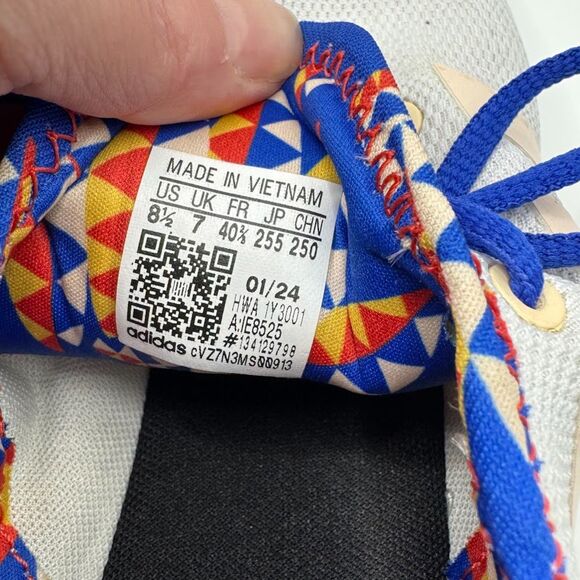 MADE IN VIETNAM
US UK FR JP CHN
8½ 7 40⅔ 255 250
01/24
HWA 1Y3001
A:IE8525
#134129798
adidas cVZ7N3MS00913